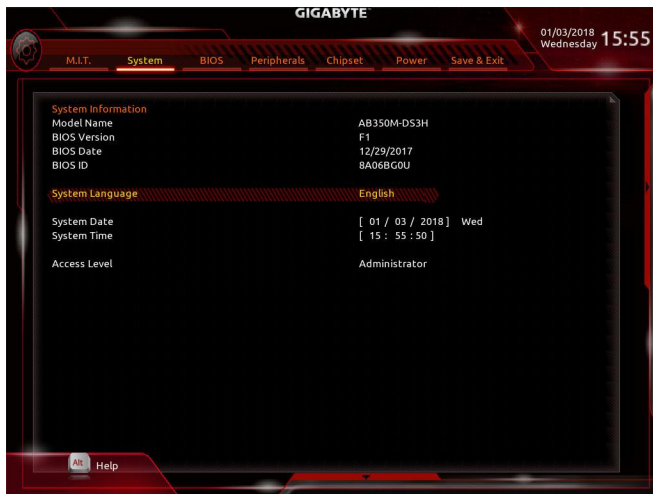 GIGABYTE™
01/03/2018
Wednesday 15:55
M.I.T. System BIOS Peripherals Chipset Power Save & Exit
System Information
Model Name AB350M-DS3H
BIOS Version F1
BIOS Date 12/29/2017
BIOS ID 8A06BG0U
System Language English
System Date [ 01 / 03 / 2018 ] Wed
System Time [ 15 : 55 : 50 ]
Access Level Administrator
Alt Help